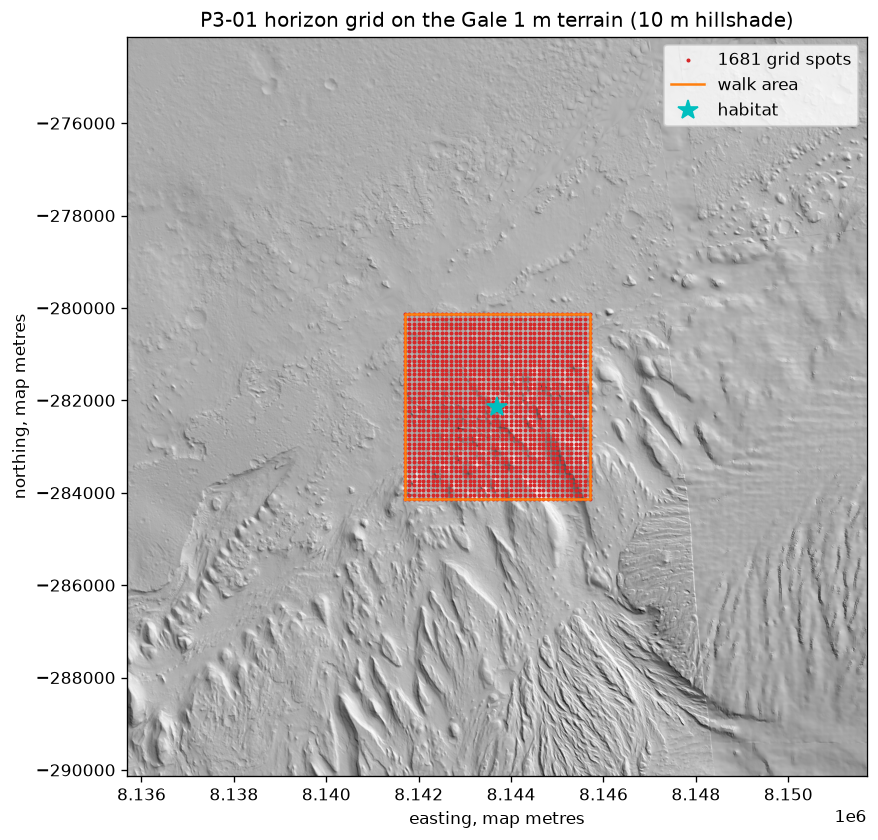 P3-01 horizon grid on the Gale 1 m terrain (10 m hillshade)
1681 grid spots
walk area
habitat
−276000
−278000
−280000
−282000
−284000
−286000
−288000
−290000
northing, map metres
8.136 8.138 8.140 8.142 8.144 8.146 8.148 8.150
1e6
easting, map metres